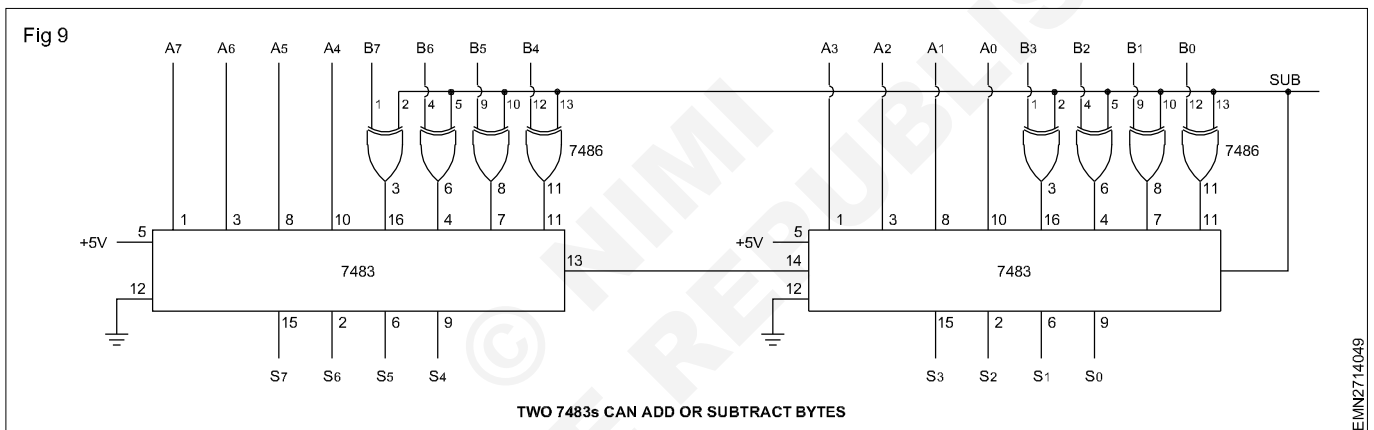 Fig 9
A7 A6 A5 A4 B7 B6 B5 B4 A3 A2 A1 A0 B3 B2 B1 B0
SUB
1 2 4 5 9 10 12 13 1 2 4 5 9 10 12 13
7486 7486
3 6 8 11 3 6 8 11
1 3 8 10 16 4 7 11 1 3 8 10 16 4 7 11
+5V 5 +5V 5
13 14
7483 7483
12 12
15 2 6 9 15 2 6 9
S7 S6 S5 S4 S3 S2 S1 S0
TWO 7483s CAN ADD OR SUBTRACT BYTES
EMN2714049
© NIMI
E REPUBLIS